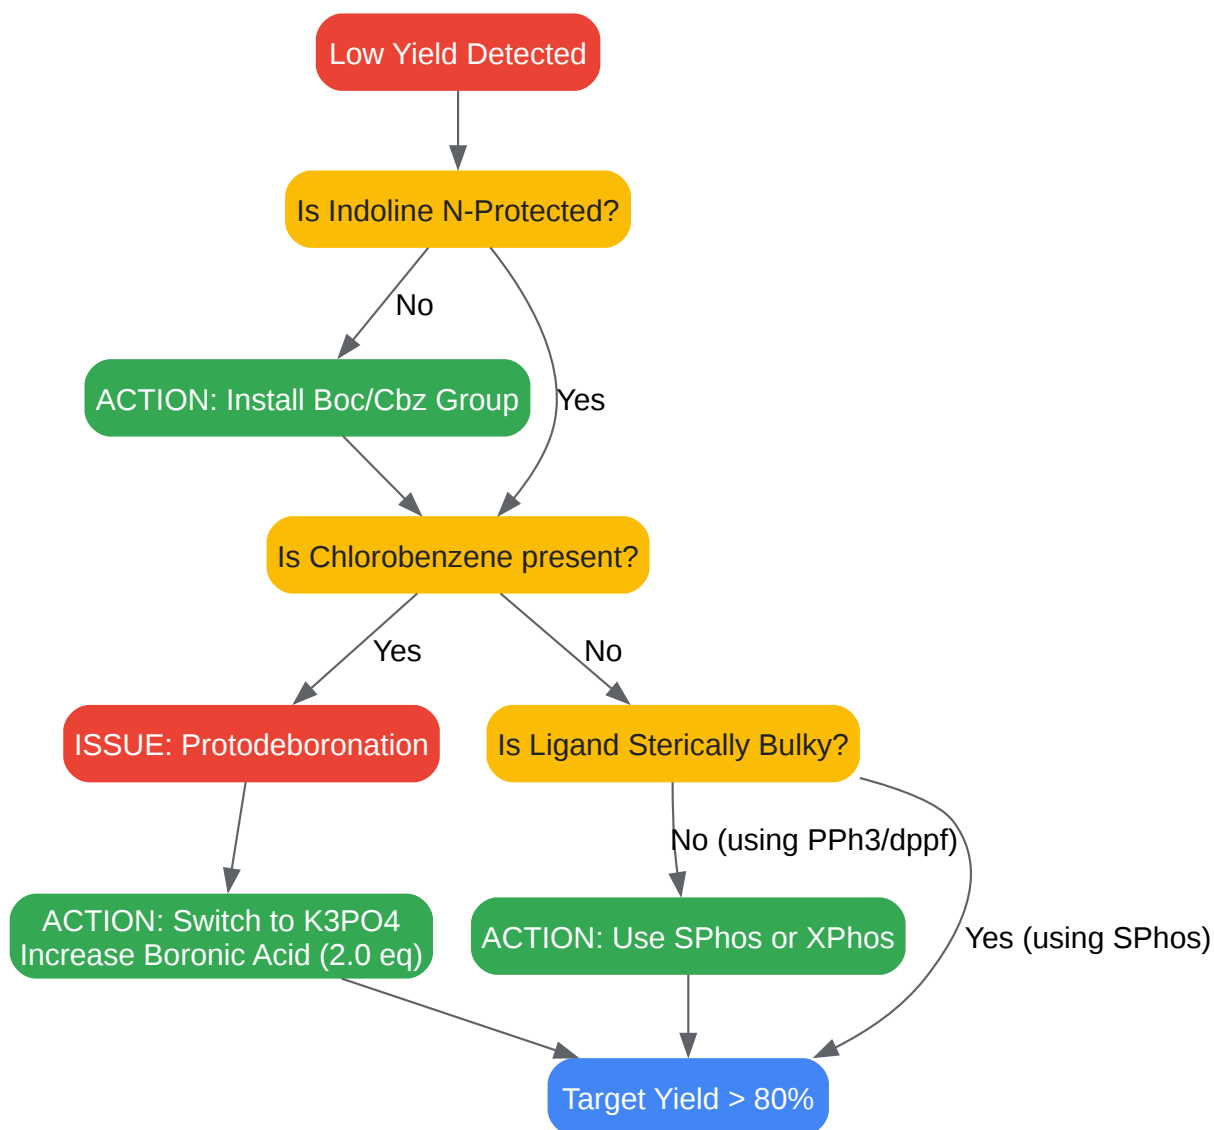 Low Yield Detected
Is Indoline N-Protected?
No
ACTION: Install Boc/Cbz Group
Yes
Is Chlorobenzene present?
Yes
No
ISSUE: Protodeboronation
Is Ligand Sterically Bulky?
No (using PPh3/dppf)
ACTION: Switch to K3PO4
Increase Boronic Acid (2.0 eq)
ACTION: Use SPhos or XPhos
Yes (using SPhos)
Target Yield > 80%